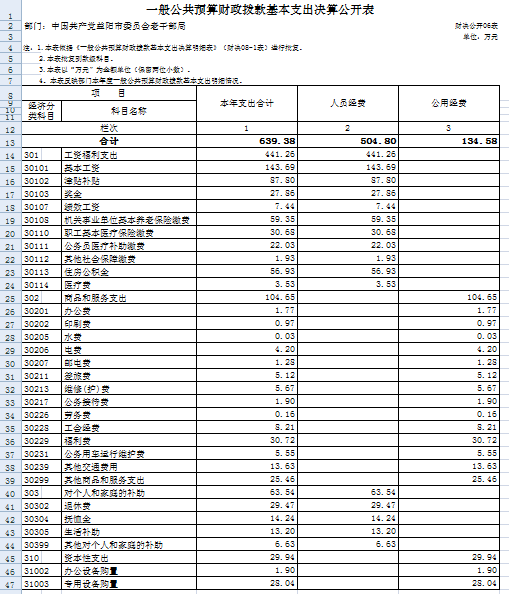 一般公共预算财政拨款基本支出决算公开表
部门：中国共产党益阳市委员会老干部局 财决公开06表
单位：万元
注：1.本表依据《一般公共预算财政拨款基本支出决算明细表》（财决08-1表）进行批复。
2.本表批复到款级科目。
3.本表以“万元”为金额单位（保留两位小数）。
4.本表反映部门本年度一般公共预算财政拨款基本支出明细情况。
项 目 本年支出合计 人员经费 公用经费
经济分类科目 科目名称
栏次 1 2 3
合计 639.38 504.80 134.58
301 工资福利支出 441.26 441.26
30101 基本工资 143.69 143.69
30102 津贴补贴 87.80 87.80
30103 奖金 27.86 27.86
30107 绩效工资 7.44 7.44
30108 机关事业单位基本养老保险缴费 59.35 59.35
30110 职工基本医疗保险缴费 30.68 30.68
30111 公务员医疗补助缴费 22.03 22.03
30112 其他社会保障缴费 1.93 1.93
30113 住房公积金 56.93 56.93
30114 医疗费 3.53 3.53
302 商品和服务支出 104.65 104.65
30201 办公费 1.77 1.77
30202 印刷费 0.97 0.97
30205 水费 0.03 0.03
30206 电费 4.20 4.20
30207 邮电费 1.28 1.28
30211 差旅费 5.12 5.12
30213 维修(护)费 5.67 5.67
30217 公务接待费 1.90 1.90
30226 劳务费 0.16 0.16
30228 工会经费 8.21 8.21
30229 福利费 30.72 30.72
30231 公务用车运行维护费 5.55 5.55
30239 其他交通费用 13.63 13.63
30299 其他商品和服务支出 25.46 25.46
303 对个人和家庭的补助 63.54 63.54
30302 退休费 29.47 29.47
30304 抚恤金 14.24 14.24
30305 生活补助 13.20 13.20
30399 其他对个人和家庭的补助 6.63 6.63
310 资本性支出 29.94 29.94
31002 办公设备购置 1.90 1.90
31003 专用设备购置 28.04 28.04